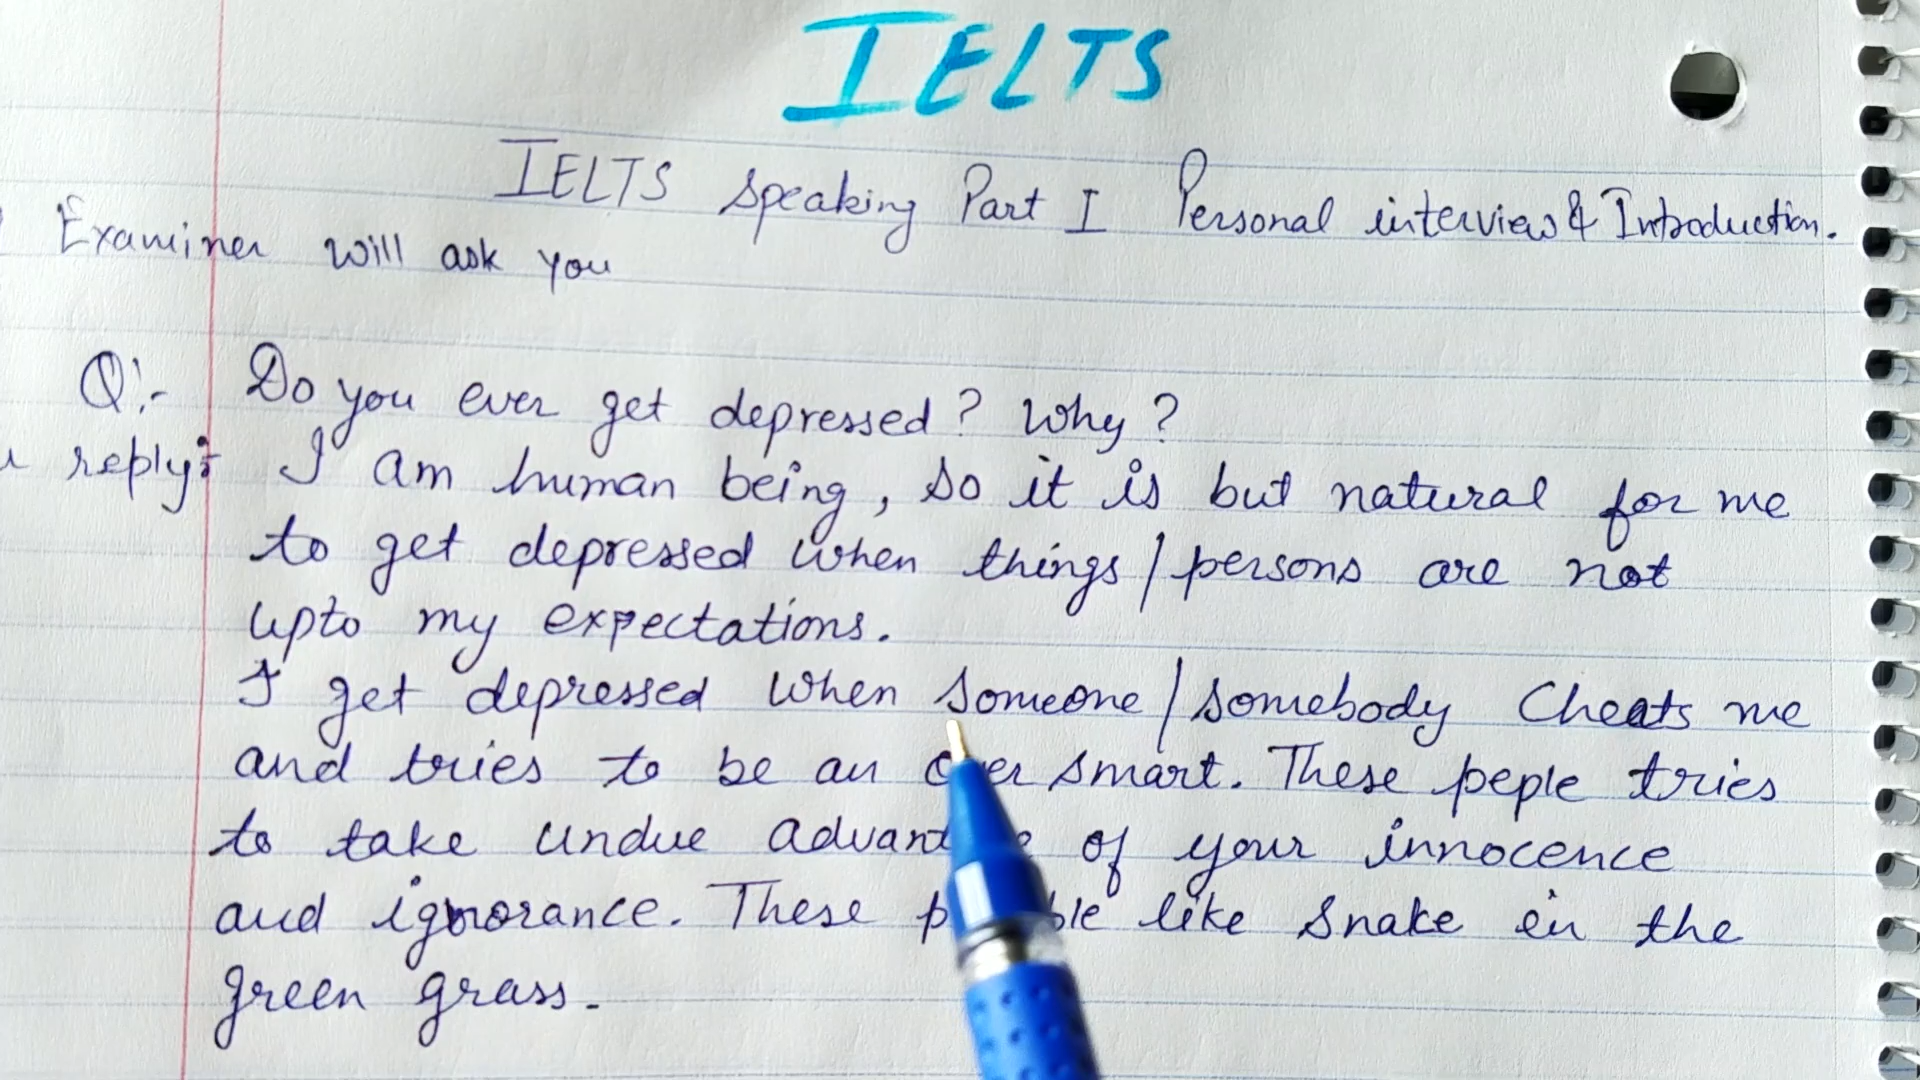 IELTS
IELTS speaking Part I Personal interview & Introduction.
Examiner will ask you
Q:- Do you ever get depressed? Why?
reply:- I am human being, so it is but natural for me
to get depressed when things/persons are not
upto my expectations.
I get depressed when someone/somebody cheats me
and tries to be an over smart. These peple tries
to take undue of your innocence
and ignorance. These like snake in the
green grass.